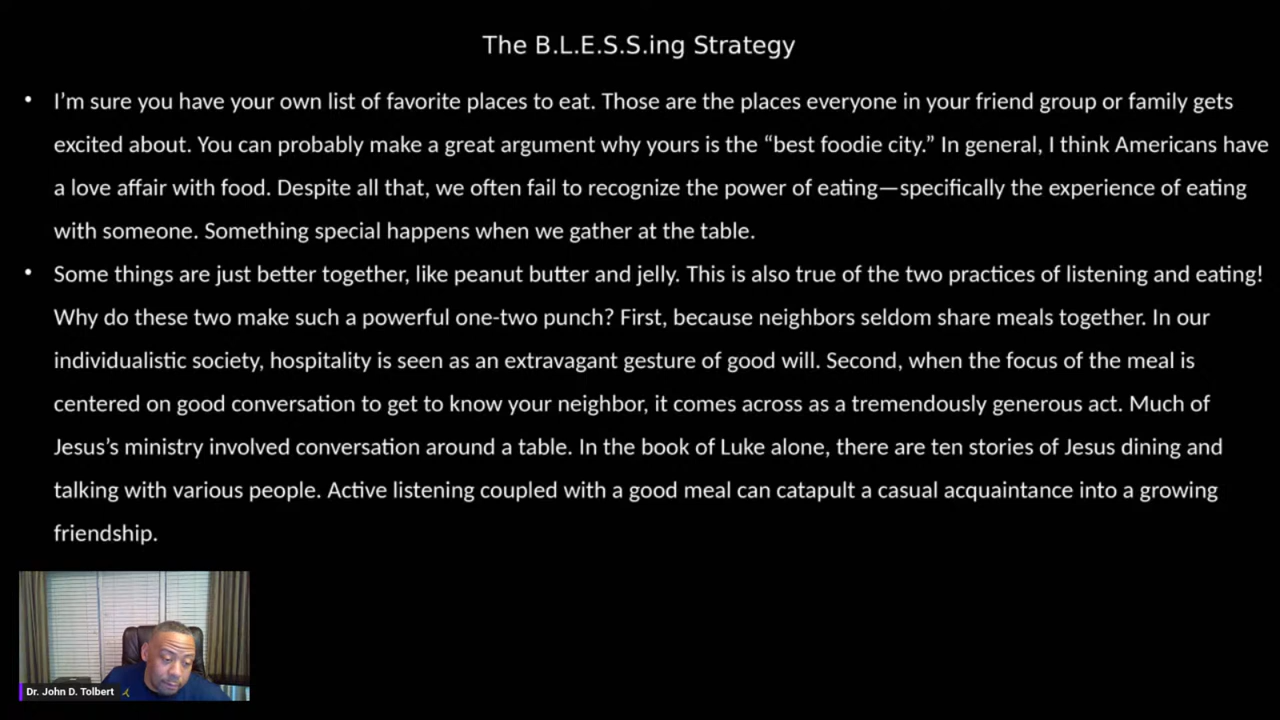 The B.L.E.S.S.ing Strategy
• I’m sure you have your own list of favorite places to eat. Those are the places everyone in your friend group or family gets
excited about. You can probably make a great argument why yours is the “best foodie city.” In general, I think Americans have
a love affair with food. Despite all that, we often fail to recognize the power of eating—specifically the experience of eating
with someone. Something special happens when we gather at the table.
• Some things are just better together, like peanut butter and jelly. This is also true of the two practices of listening and eating!
Why do these two make such a powerful one-two punch? First, because neighbors seldom share meals together. In our
individualistic society, hospitality is seen as an extravagant gesture of good will. Second, when the focus of the meal is
centered on good conversation to get to know your neighbor, it comes across as a tremendously generous act. Much of
Jesus’s ministry involved conversation around a table. In the book of Luke alone, there are ten stories of Jesus dining and
talking with various people. Active listening coupled with a good meal can catapult a casual acquaintance into a growing
friendship.
Dr. John D. Tolbert